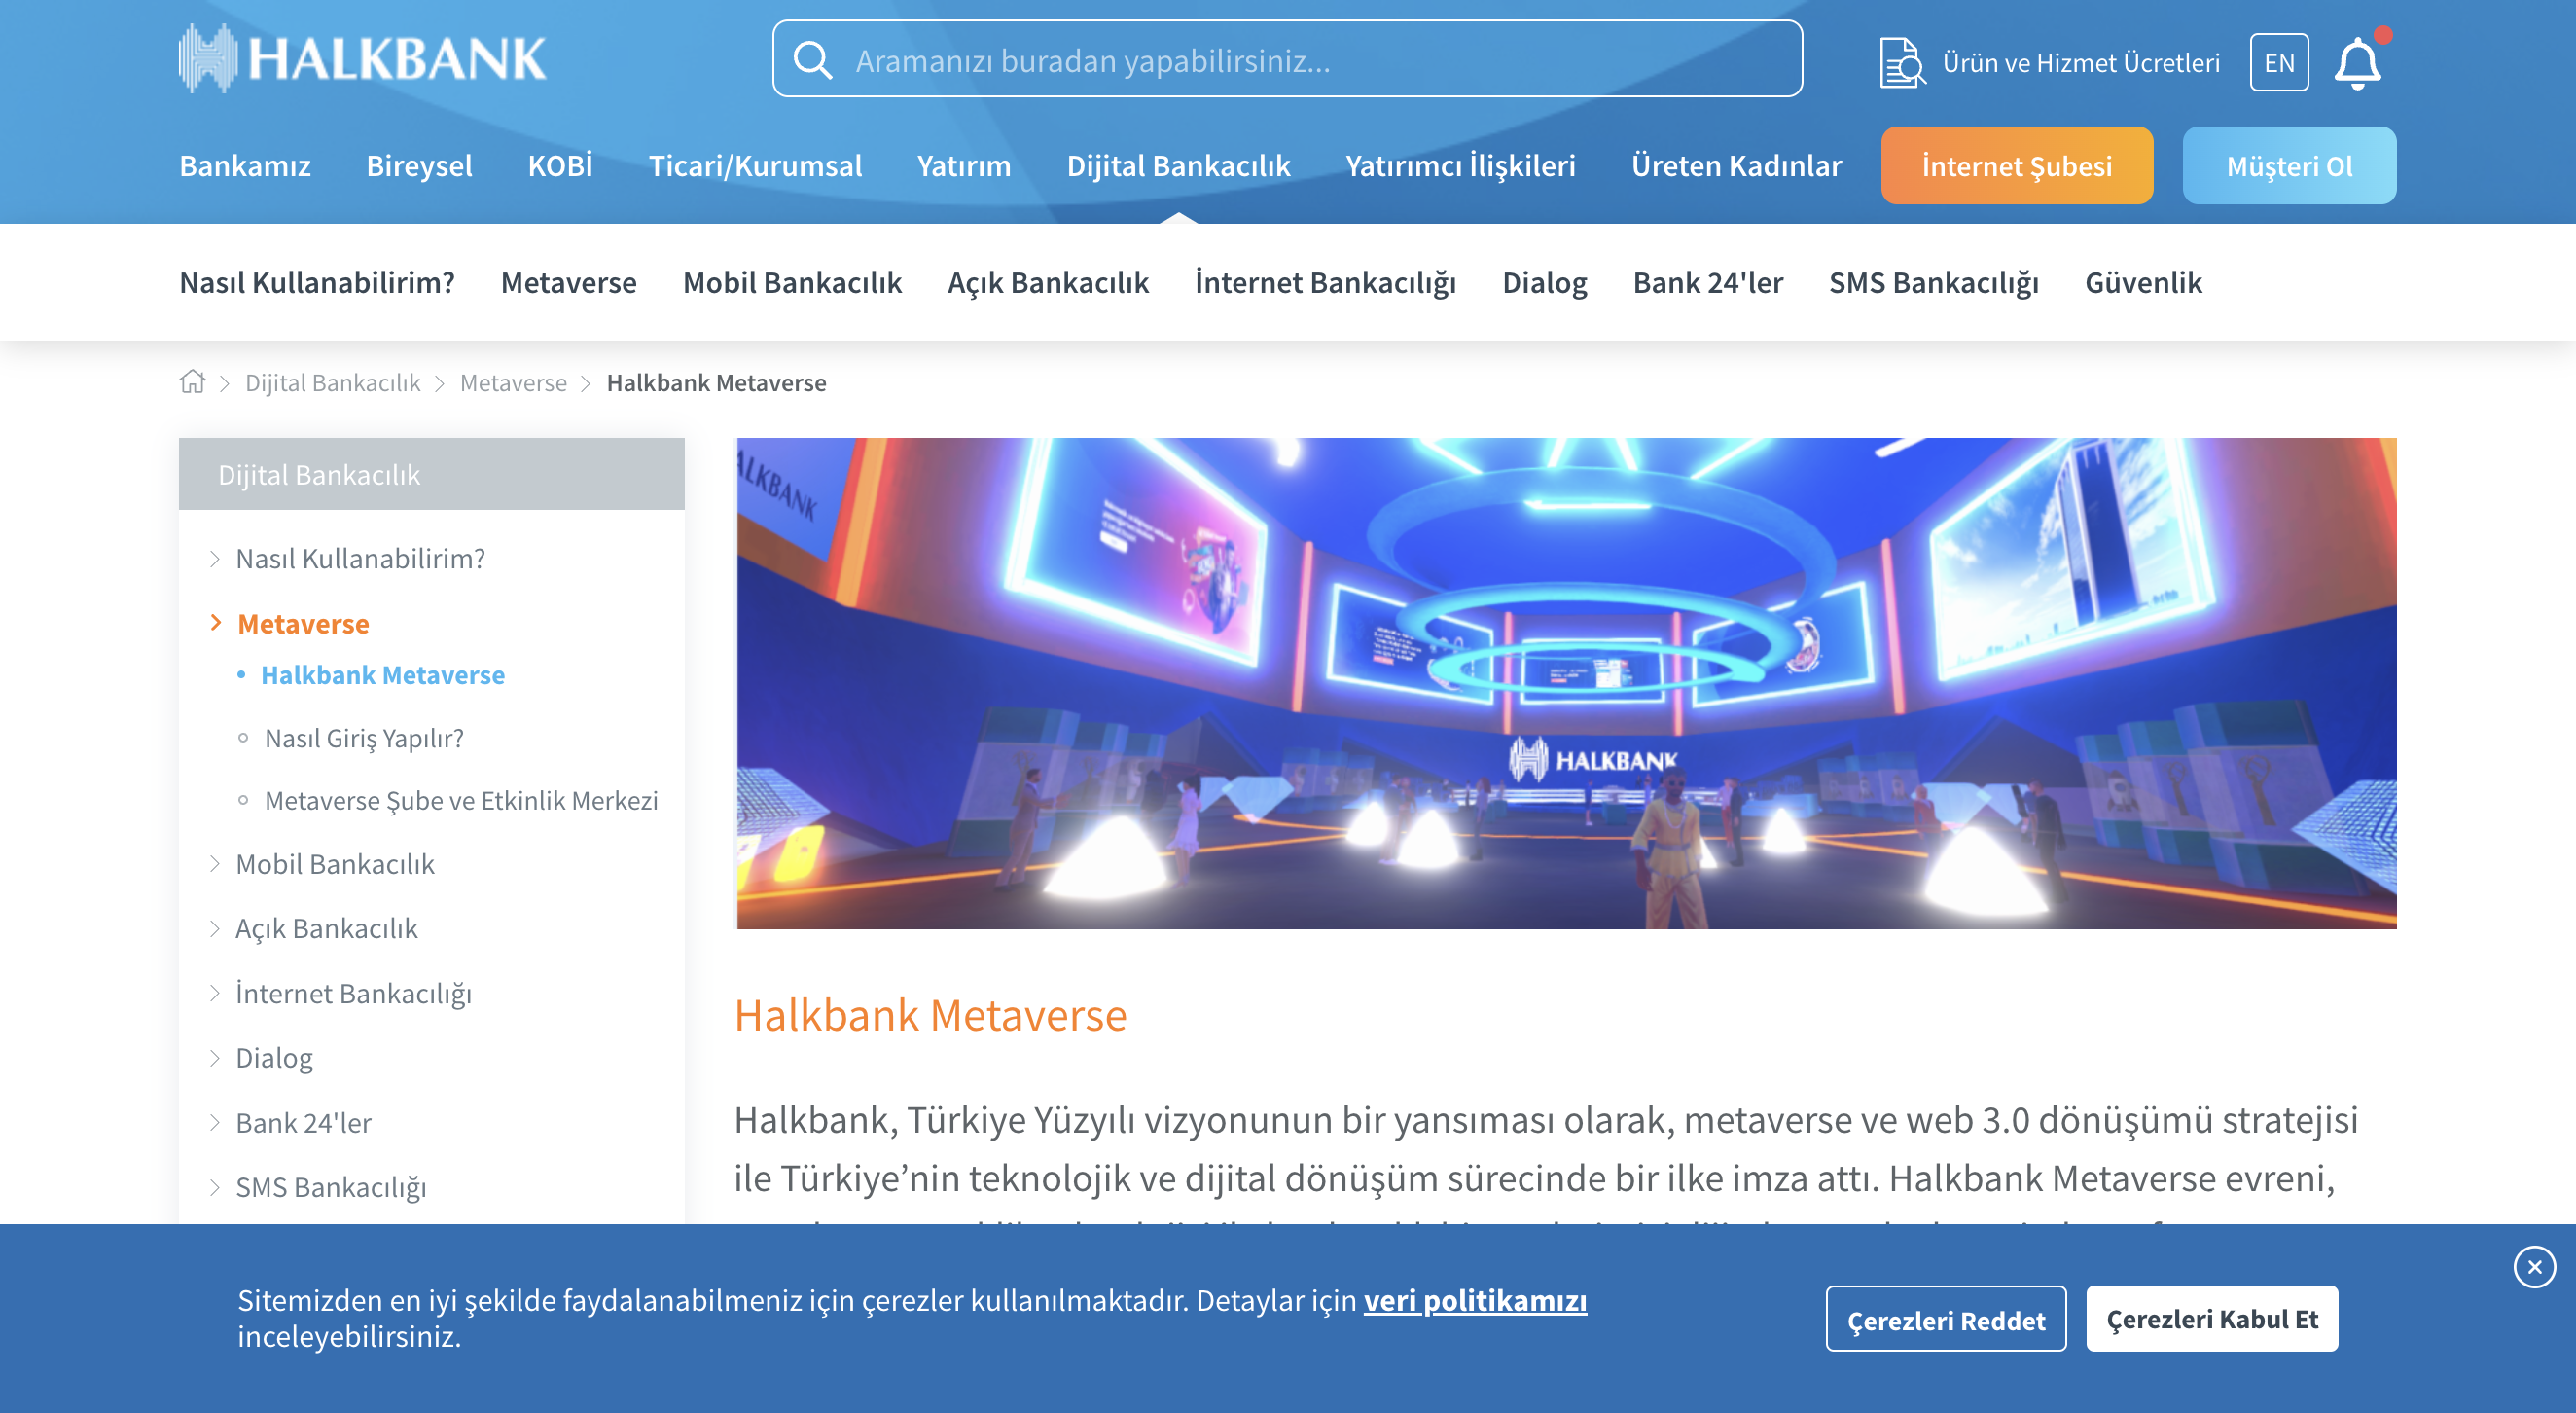 HALKBANK
Aramanızı buradan yapabilirsiniz...
Ürün ve Hizmet Ücretleri
EN
Bankamız
Bireysel
KOBİ
Ticari/Kurumsal
Yatırım
Dijital Bankacılık
Yatırımcı İlişkileri
Üreten Kadınlar
İnternet Şubesi
Müşteri Ol
Nasıl Kullanabilirim?
Metaverse
Mobil Bankacılık
Açık Bankacılık
İnternet Bankacılığı
Dialog
Bank 24'ler
SMS Bankacılığı
Güvenlik
Dijital Bankacılık
Metaverse
Halkbank Metaverse
Dijital Bankacılık
Nasıl Kullanabilirim?
Metaverse
Halkbank Metaverse
Nasıl Giriş Yapılır?
Metaverse Şube ve Etkinlik Merkezi
Mobil Bankacılık
Açık Bankacılık
İnternet Bankacılığı
Dialog
Bank 24'ler
SMS Bankacılığı
ALKBANK
HALKBANK
Halkbank Metaverse
Halkbank, Türkiye Yüzyılı vizyonunun bir yansıması olarak, metaverse ve web 3.0 dönüşümü stratejisi
ile Türkiye’nin teknolojik ve dijital dönüşüm sürecinde bir ilke imza attı. Halkbank Metaverse evreni,
Sitemizden en iyi şekilde faydalanabilmeniz için çerezler kullanılmaktadır. Detaylar için veri politikamızı
inceleyebilirsiniz.
Çerezleri Reddet
Çerezleri Kabul Et